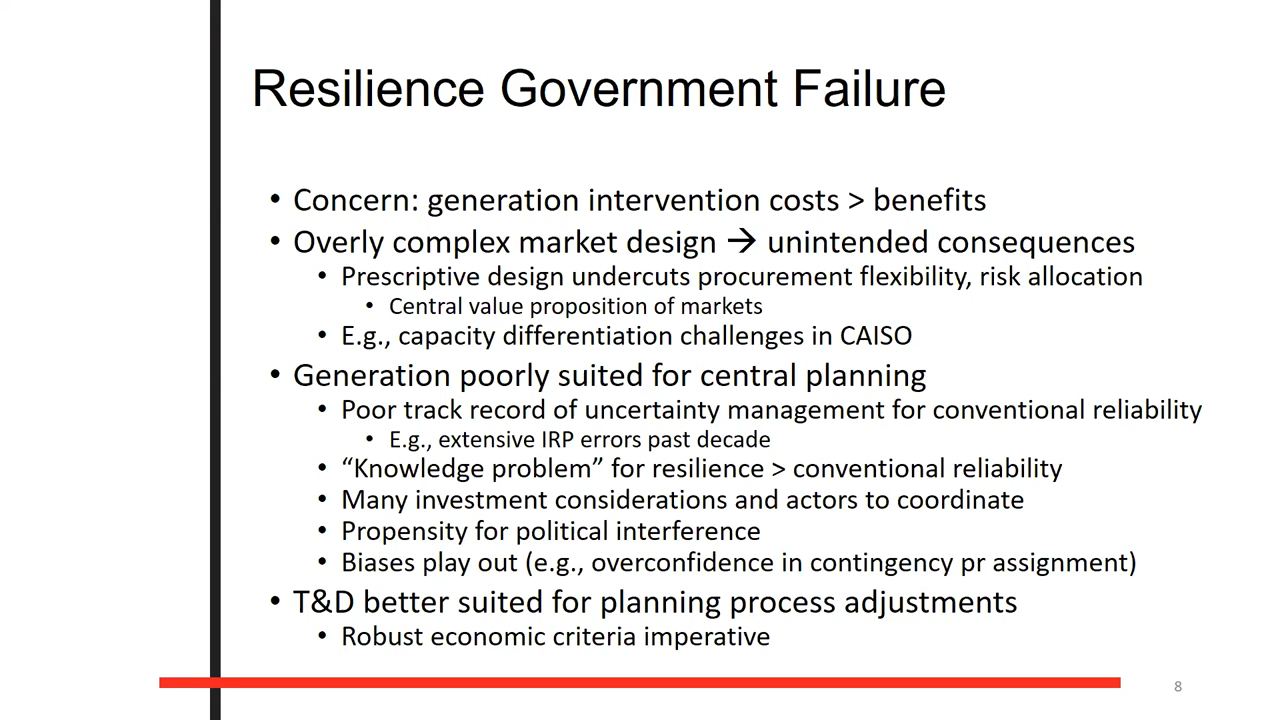 Resilience Government Failure
• Concern: generation intervention costs > benefits
• Overly complex market design → unintended consequences
• Prescriptive design undercuts procurement flexibility, risk allocation
• Central value proposition of markets
• E.g., capacity differentiation challenges in CAISO
• Generation poorly suited for central planning
• Poor track record of uncertainty management for conventional reliability
• E.g., extensive IRP errors past decade
• “Knowledge problem” for resilience > conventional reliability
• Many investment considerations and actors to coordinate
• Propensity for political interference
• Biases play out (e.g., overconfidence in contingency pr assignment)
• T&D better suited for planning process adjustments
• Robust economic criteria imperative
8